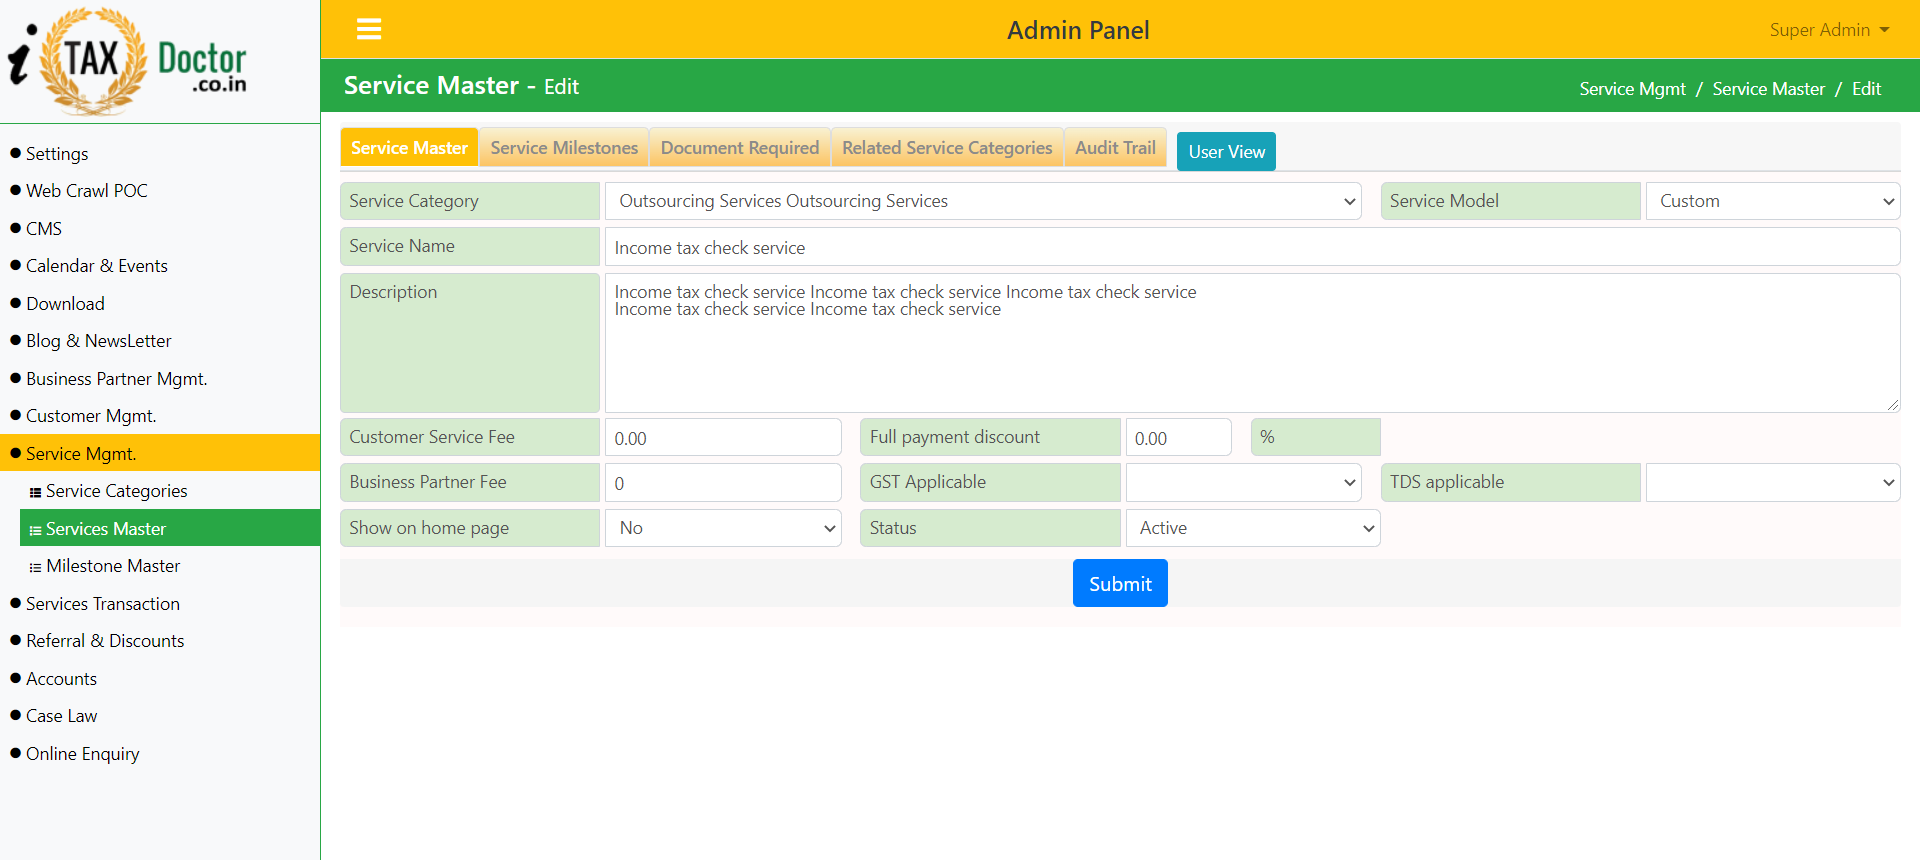 i TAX Doctor
.co.in
Admin Panel
Super Admin
Service Master - Edit
Service Mgmt / Service Master / Edit
Settings
Web Crawl POC
CMS
Calendar & Events
Download
Blog & NewsLetter
Business Partner Mgmt.
Customer Mgmt.
Service Mgmt.
Service Categories
Services Master
Milestone Master
Services Transaction
Referral & Discounts
Accounts
Case Law
Online Enquiry
Service Master Service Milestones Document Required Related Service Categories Audit Trail User View
Service Category Outsourcing Services Outsourcing Services Service Model Custom
Service Name Income tax check service
Description Income tax check service Income tax check service Income tax check service
Income tax check service Income tax check service
Customer Service Fee 0.00 Full payment discount 0.00 %
Business Partner Fee 0 GST Applicable TDS applicable
Show on home page No Status Active
Submit